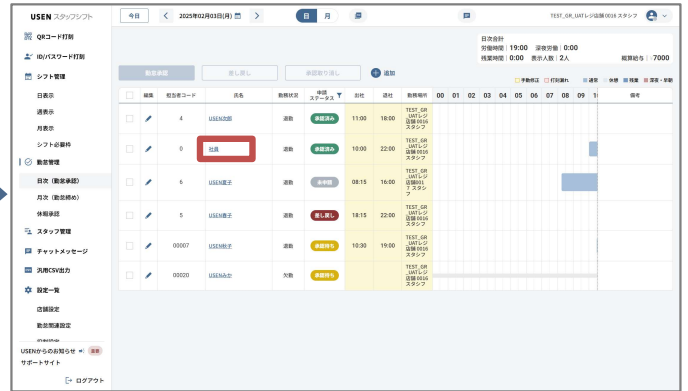 USEN スタッフシフト
今日 2025年02月03日(月) 日 月
TEST_GR_UATレジ店舗0016 スタシフ
QRコード打刻
ID/パスワード打刻
シフト管理
日表示
週表示
月表示
シフト必要枠
勤怠管理
日次(勤怠承認)
月次(勤怠締め)
休暇承認
スタッフ管理
チャットメッセージ
汎用CSV出力
設定一覧
店舗設定
勤怠関連設定
USENからのお知らせ 重要
サポートサイト
ログアウト
日次合計
労働時間 19:00 深夜労働 0:00
残業時間 0:00 表示人数 2人 概算給与 7000
勤怠承認 差し戻し 承認取り消し 追加
手動修正 打刻漏れ 通常 休憩 残業 深夜・早朝
編集 担当者コード 氏名 勤務状況 申請ステータス 出社 退社 勤務場所 00 01 02 03 04 05 06 07 08 09 備考
4 USEN次郎 退勤 承認済み 11:00 18:00 TEST_GR_UATレジ店舗0016スタシフ
0 社員 退勤 承認済み 10:00 22:00 TEST_GR_UATレジ店舗0016スタシフ
6 USEN夏子 退勤 未申請 08:15 16:00 TEST_GR_UATレジ店舗0017スタシフ
5 USEN春子 退勤 差し戻し 18:15 22:00 TEST_GR_UATレジ店舗0016スタシフ
00007 USEN秋子 退勤 承認待ち 10:30 19:00 TEST_GR_UATレジ店舗0016スタシフ
00020 USENみか 欠勤 承認待ち TEST_GR_UATレジ店舗0016スタシフ